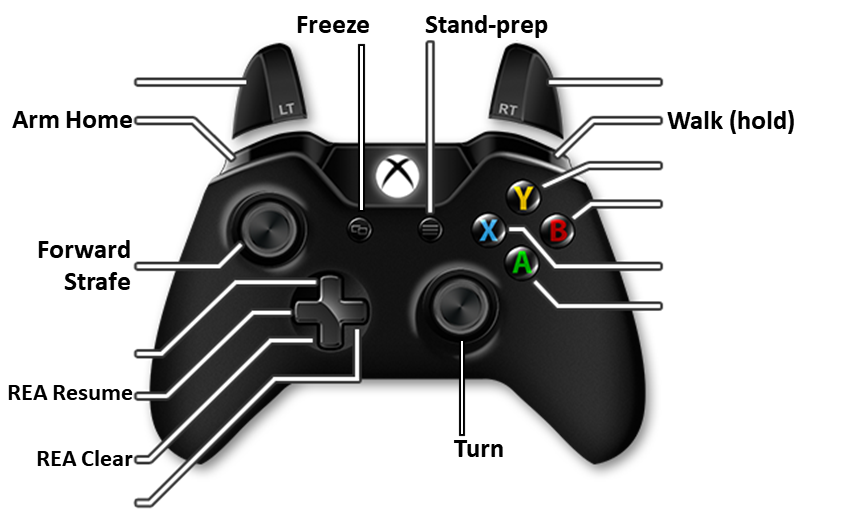 Freeze
Stand-prep
LT
RT
Arm Home
Walk (hold)
Y
X
B
A
Forward
Strafe
REA Resume
REA Clear
Turn